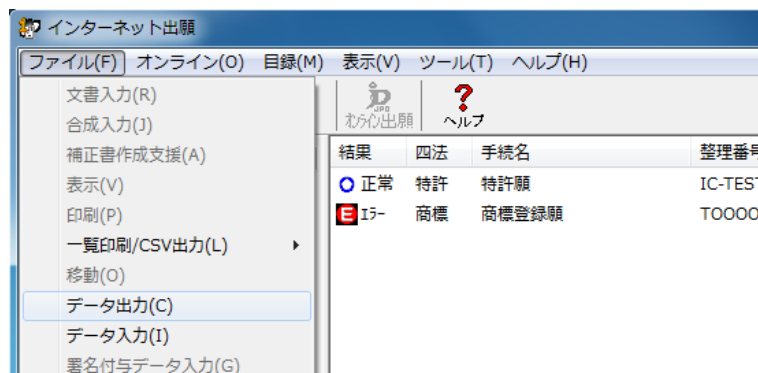 インターネット出願
ファイル(F) オンライン(O) 目録(M) 表示(V) ツール(T) ヘルプ(H)
文書入力(R)
合成入力(J)
補正書作成支援(A)
表示(V)
印刷(P)
一覧印刷/CSV出力(L)
移動(O)
データ出力(C)
データ入力(I)
署名付与データ入力(G)
JPO
オンライン出願 ヘルプ
結果 四法 手続名 整理番号
正常 特許 特許願 IC-TEST
E エラー 商標 商標登録願 TOOOO